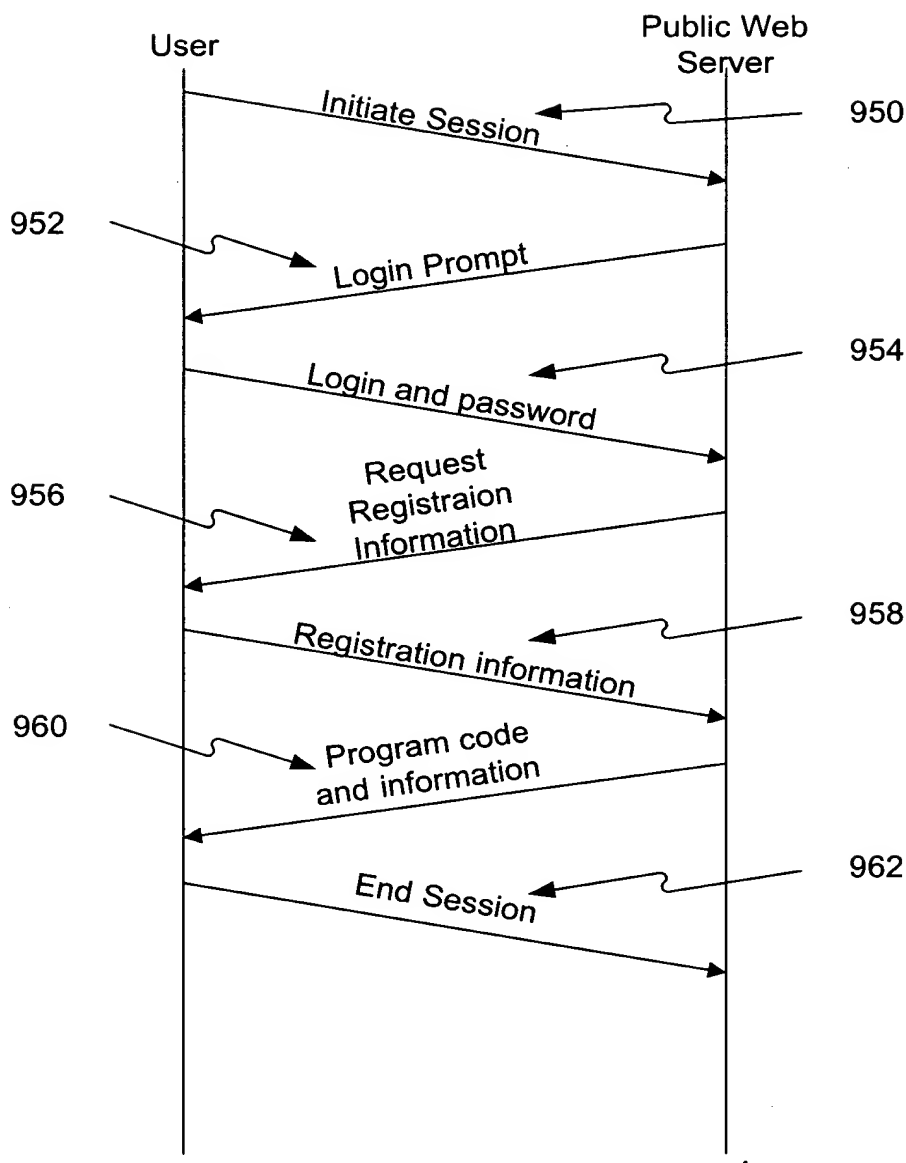 User
Public Web
Server
Initiate Session
950
952
Login Prompt
954
Login and password
956
Request
Registraion
Information
958
Registration information
960
Program code
and information
962
End Session